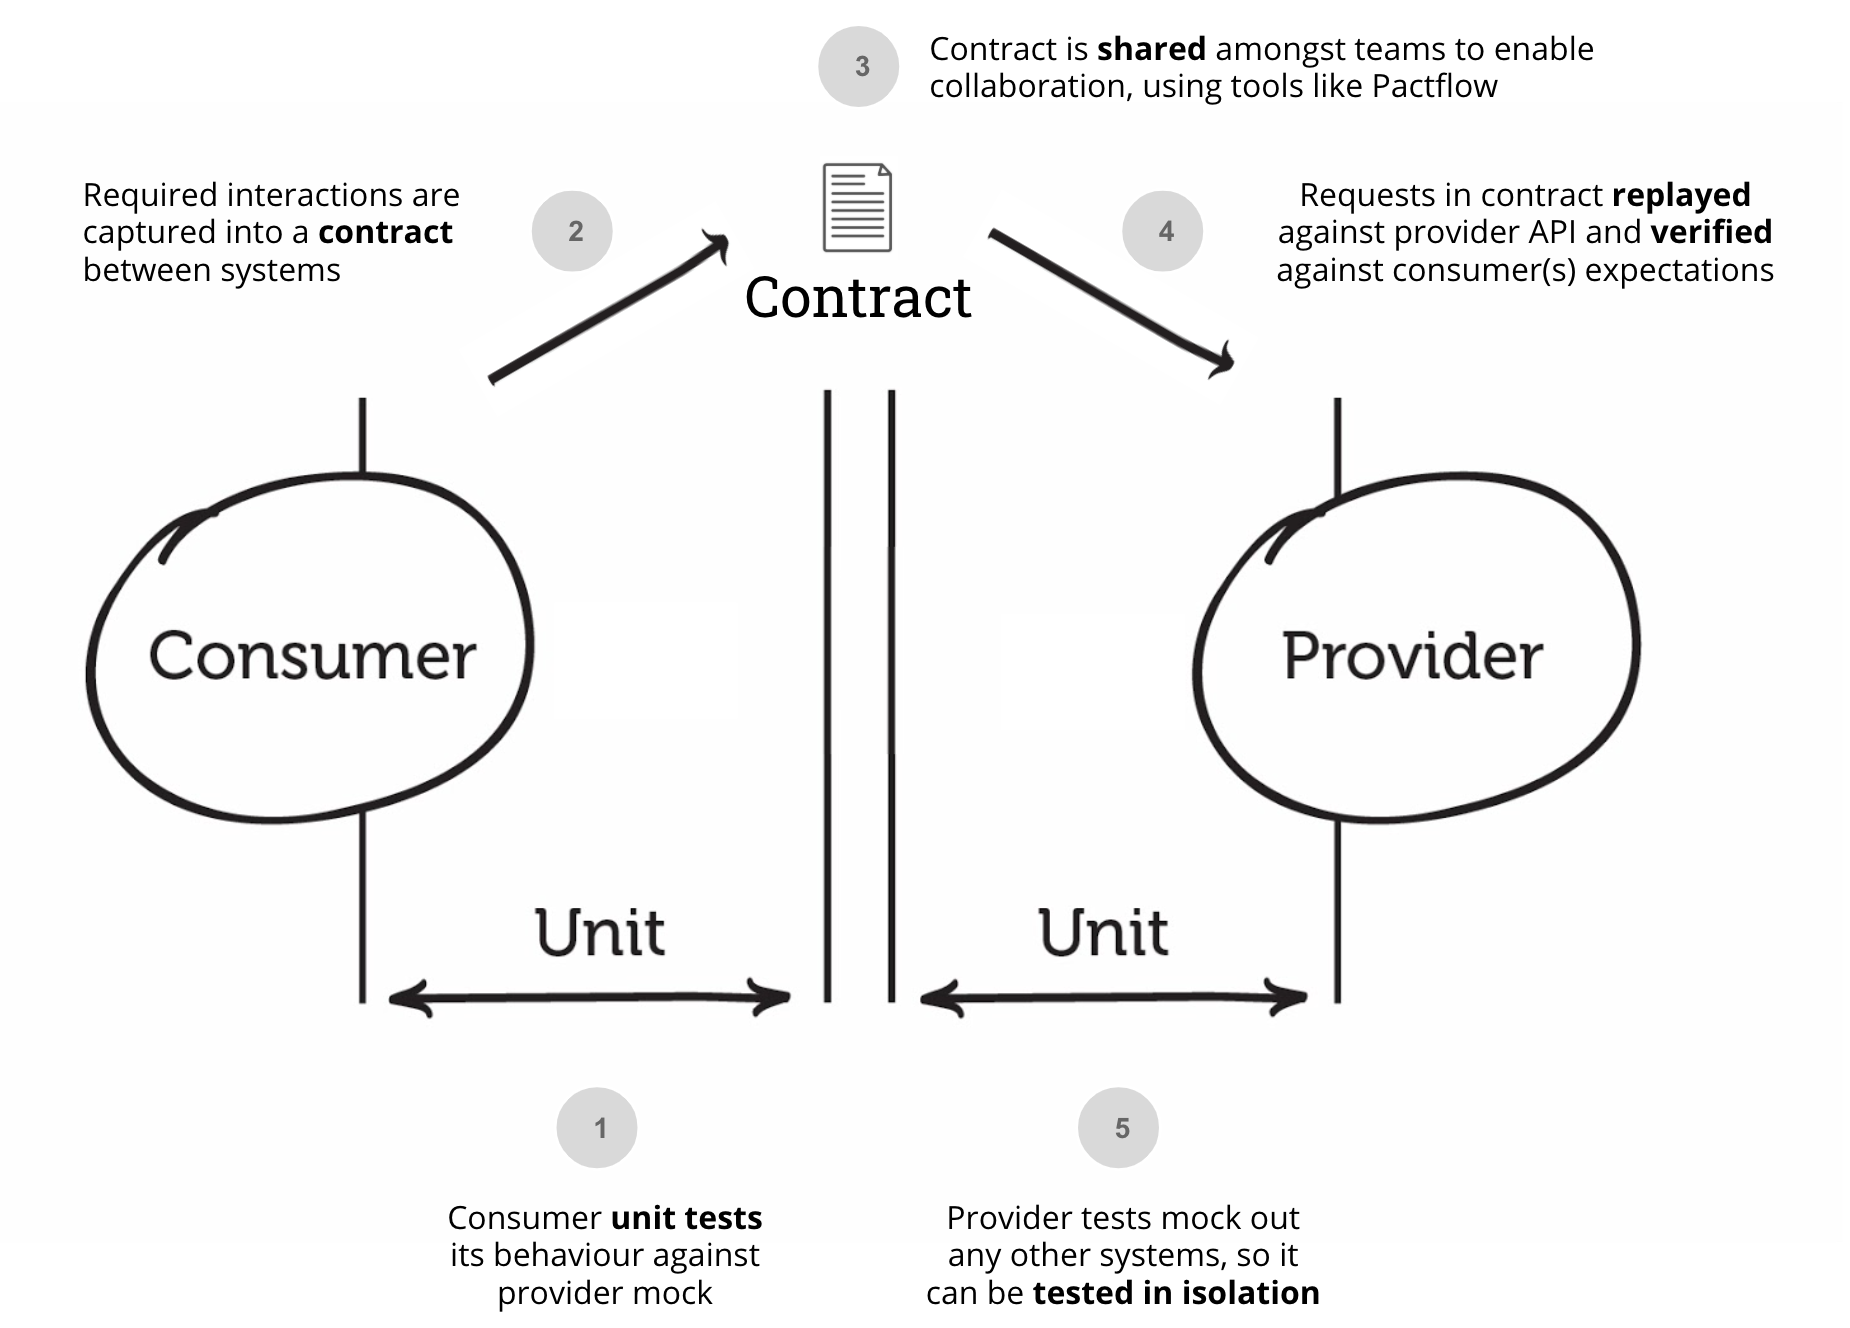 3
Contract is shared amongst teams to enable
collaboration, using tools like Pactflow
Required interactions are
captured into a contract
between systems
2
Contract
4
Requests in contract replayed
against provider API and verified
against consumer(s) expectations
Consumer
Provider
Unit
Unit
1
Consumer unit tests
its behaviour against
provider mock
5
Provider tests mock out
any other systems, so it
can be tested in isolation